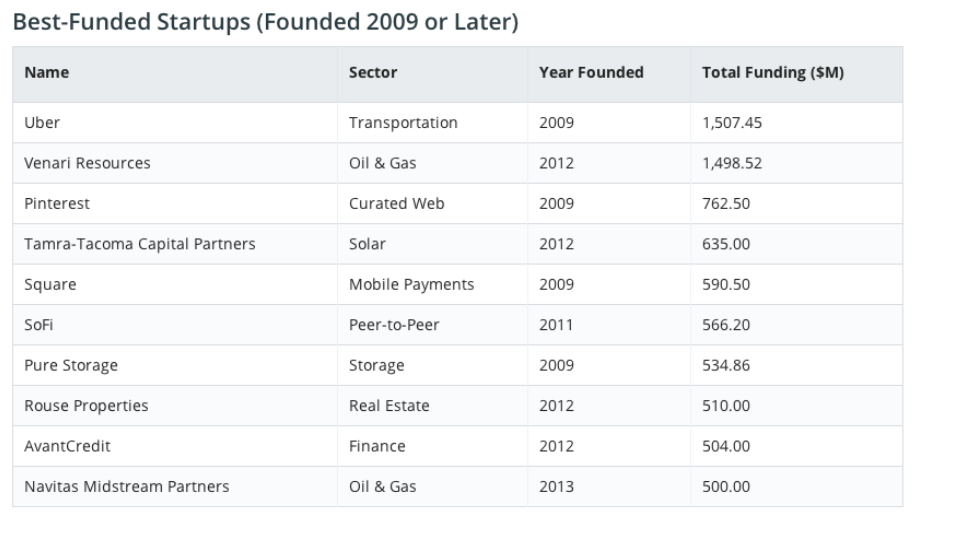 Best-Funded Startups (Founded 2009 or Later)
Name Sector Year Founded Total Funding ($M)
Uber Transportation 2009 1,507.45
Venari Resources Oil & Gas 2012 1,498.52
Pinterest Curated Web 2009 762.50
Tamra-Tacoma Capital Partners Solar 2012 635.00
Square Mobile Payments 2009 590.50
SoFi Peer-to-Peer 2011 566.20
Pure Storage Storage 2009 534.86
Rouse Properties Real Estate 2012 510.00
AvantCredit Finance 2012 504.00
Navitas Midstream Partners Oil & Gas 2013 500.00